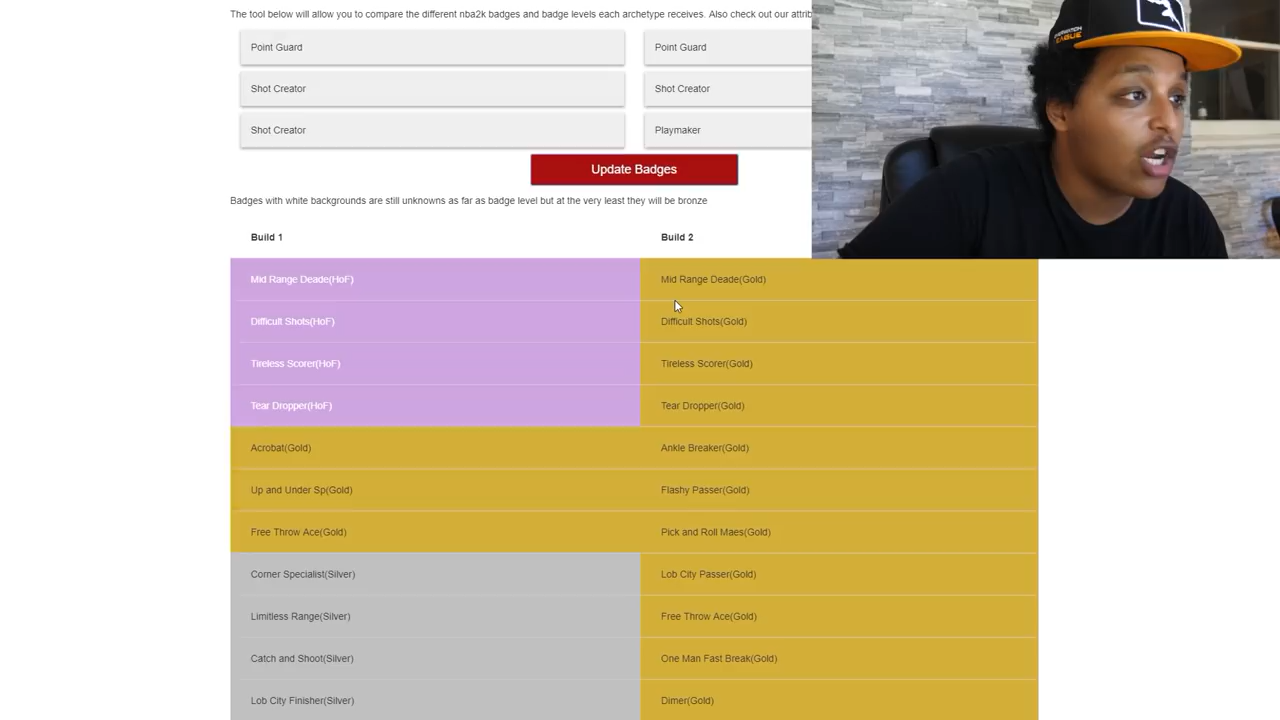 The tool below will allow you to compare the different nba2k badges and badge levels each archetype receives. Also check out our attrib
Point Guard
Point Guard
Shot Creator
Shot Creator
Shot Creator
Playmaker
Update Badges
Badges with white backgrounds are still unknowns as far as badge level but at the very least they will be bronze
Build 1
Build 2
Mid Range Deade(HoF)
Mid Range Deade(Gold)
Difficult Shots(HoF)
Difficult Shots(Gold)
Tireless Scorer(HoF)
Tireless Scorer(Gold)
Tear Dropper(HoF)
Tear Dropper(Gold)
Acrobat(Gold)
Ankle Breaker(Gold)
Up and Under Sp(Gold)
Flashy Passer(Gold)
Free Throw Ace(Gold)
Pick and Roll Maes(Gold)
Corner Specialist(Silver)
Lob City Passer(Gold)
Limitless Range(Silver)
Free Throw Ace(Gold)
Catch and Shoot(Silver)
One Man Fast Break(Gold)
Lob City Finisher(Silver)
Dimer(Gold)